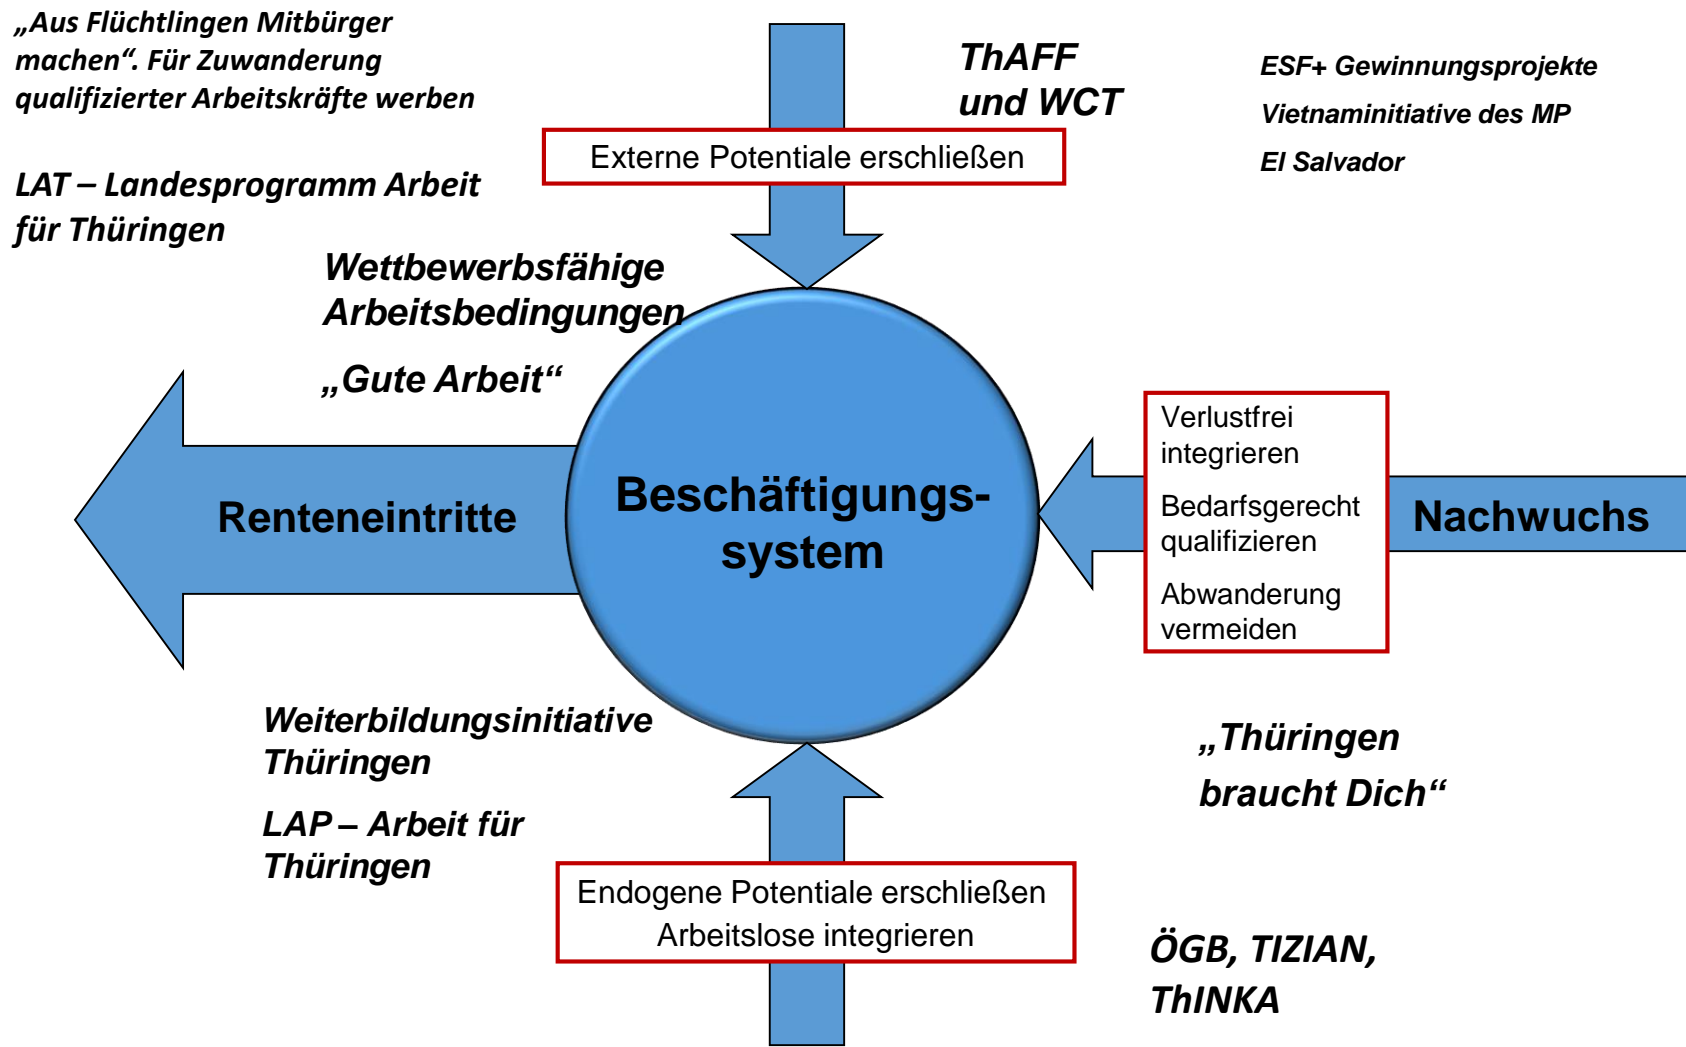 „Aus Flüchtlingen Mitbürger
machen“. Für Zuwanderung
qualifizierter Arbeitskräfte werben
LAT – Landesprogramm Arbeit
für Thüringen
ThAFF
und WCT
ESF+ Gewinnungsprojekte
Vietnaminitiative des MP
El Salvador
Externe Potentiale erschließen
Wettbewerbsfähige
Arbeitsbedingungen
„Gute Arbeit“
Renteneintritte
Beschäftigungs-
system
Verlustfrei
integrieren
Bedarfsgerecht
qualifizieren
Abwanderung
vermeiden
Nachwuchs
Weiterbildungsinitiative
Thüringen
LAP – Arbeit für
Thüringen
„Thüringen
braucht Dich“
Endogene Potentiale erschließen
Arbeitslose integrieren
ÖGB, TIZIAN,
ThINKA